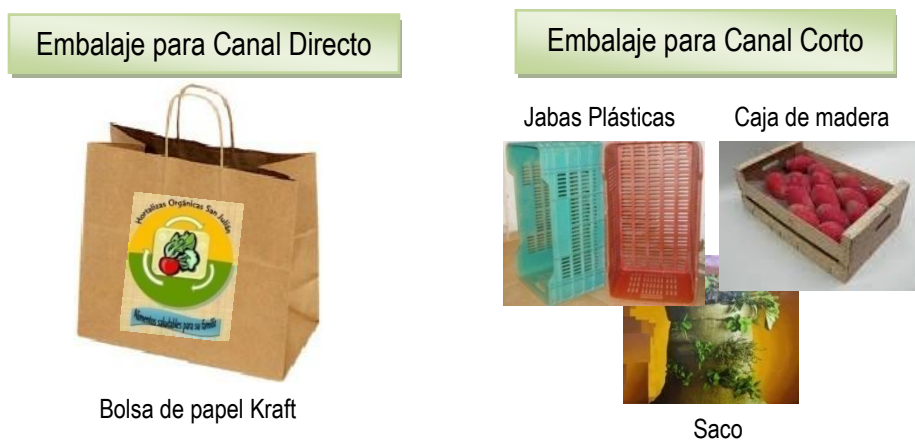 Embalaje para Canal Directo
Hortalizas Orgánicas San Julián
Alimentos saludables para su familia
Bolsa de papel Kraft
Embalaje para Canal Corto
Jabas Plásticas
Caja de madera
Saco